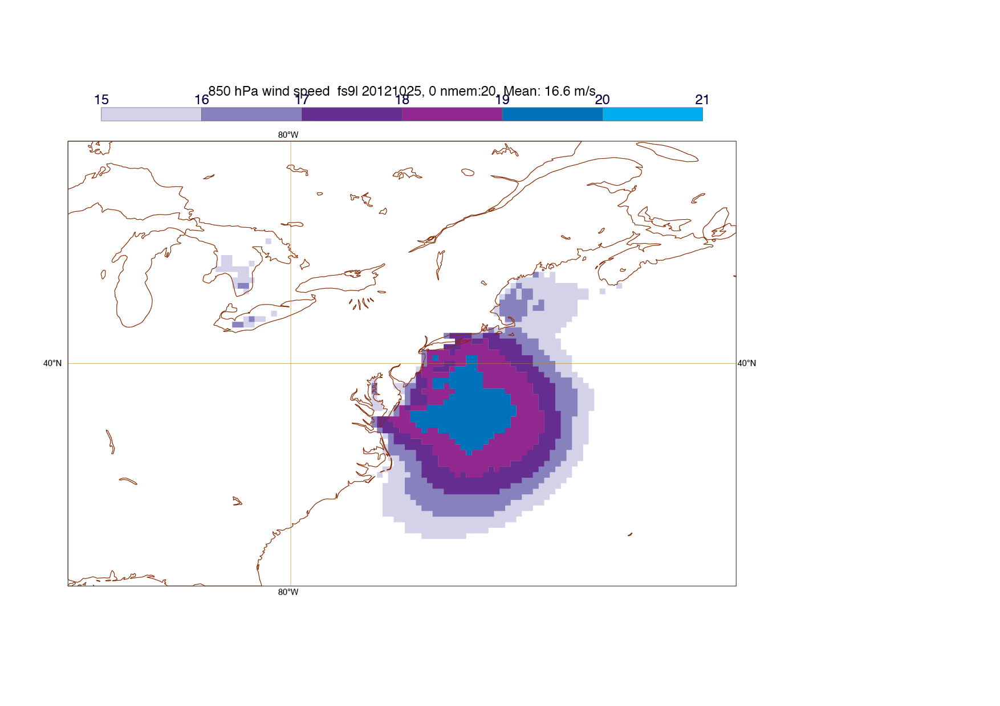 850 hPa wind speed  fs9l 20121025, 0 nmem:20, Mean: 16.6 m/s
15 16 17 18 19 20 21
80°W
40°N 40°N
80°W